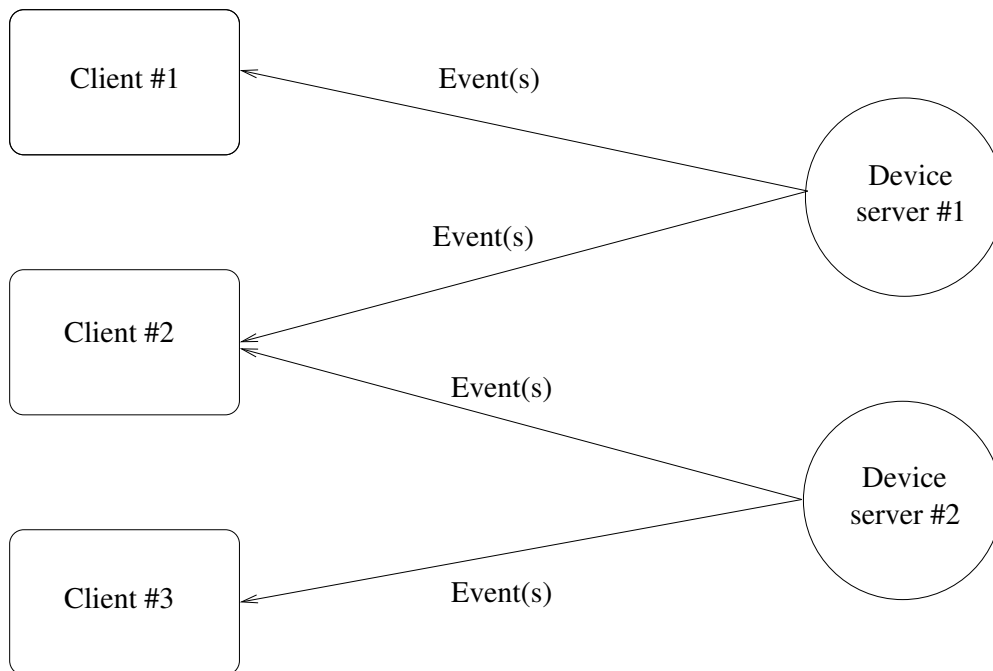 Client #1
Event(s)
Device
server #1
Event(s)
Client #2
Event(s)
Device
server #2
Client #3
Event(s)